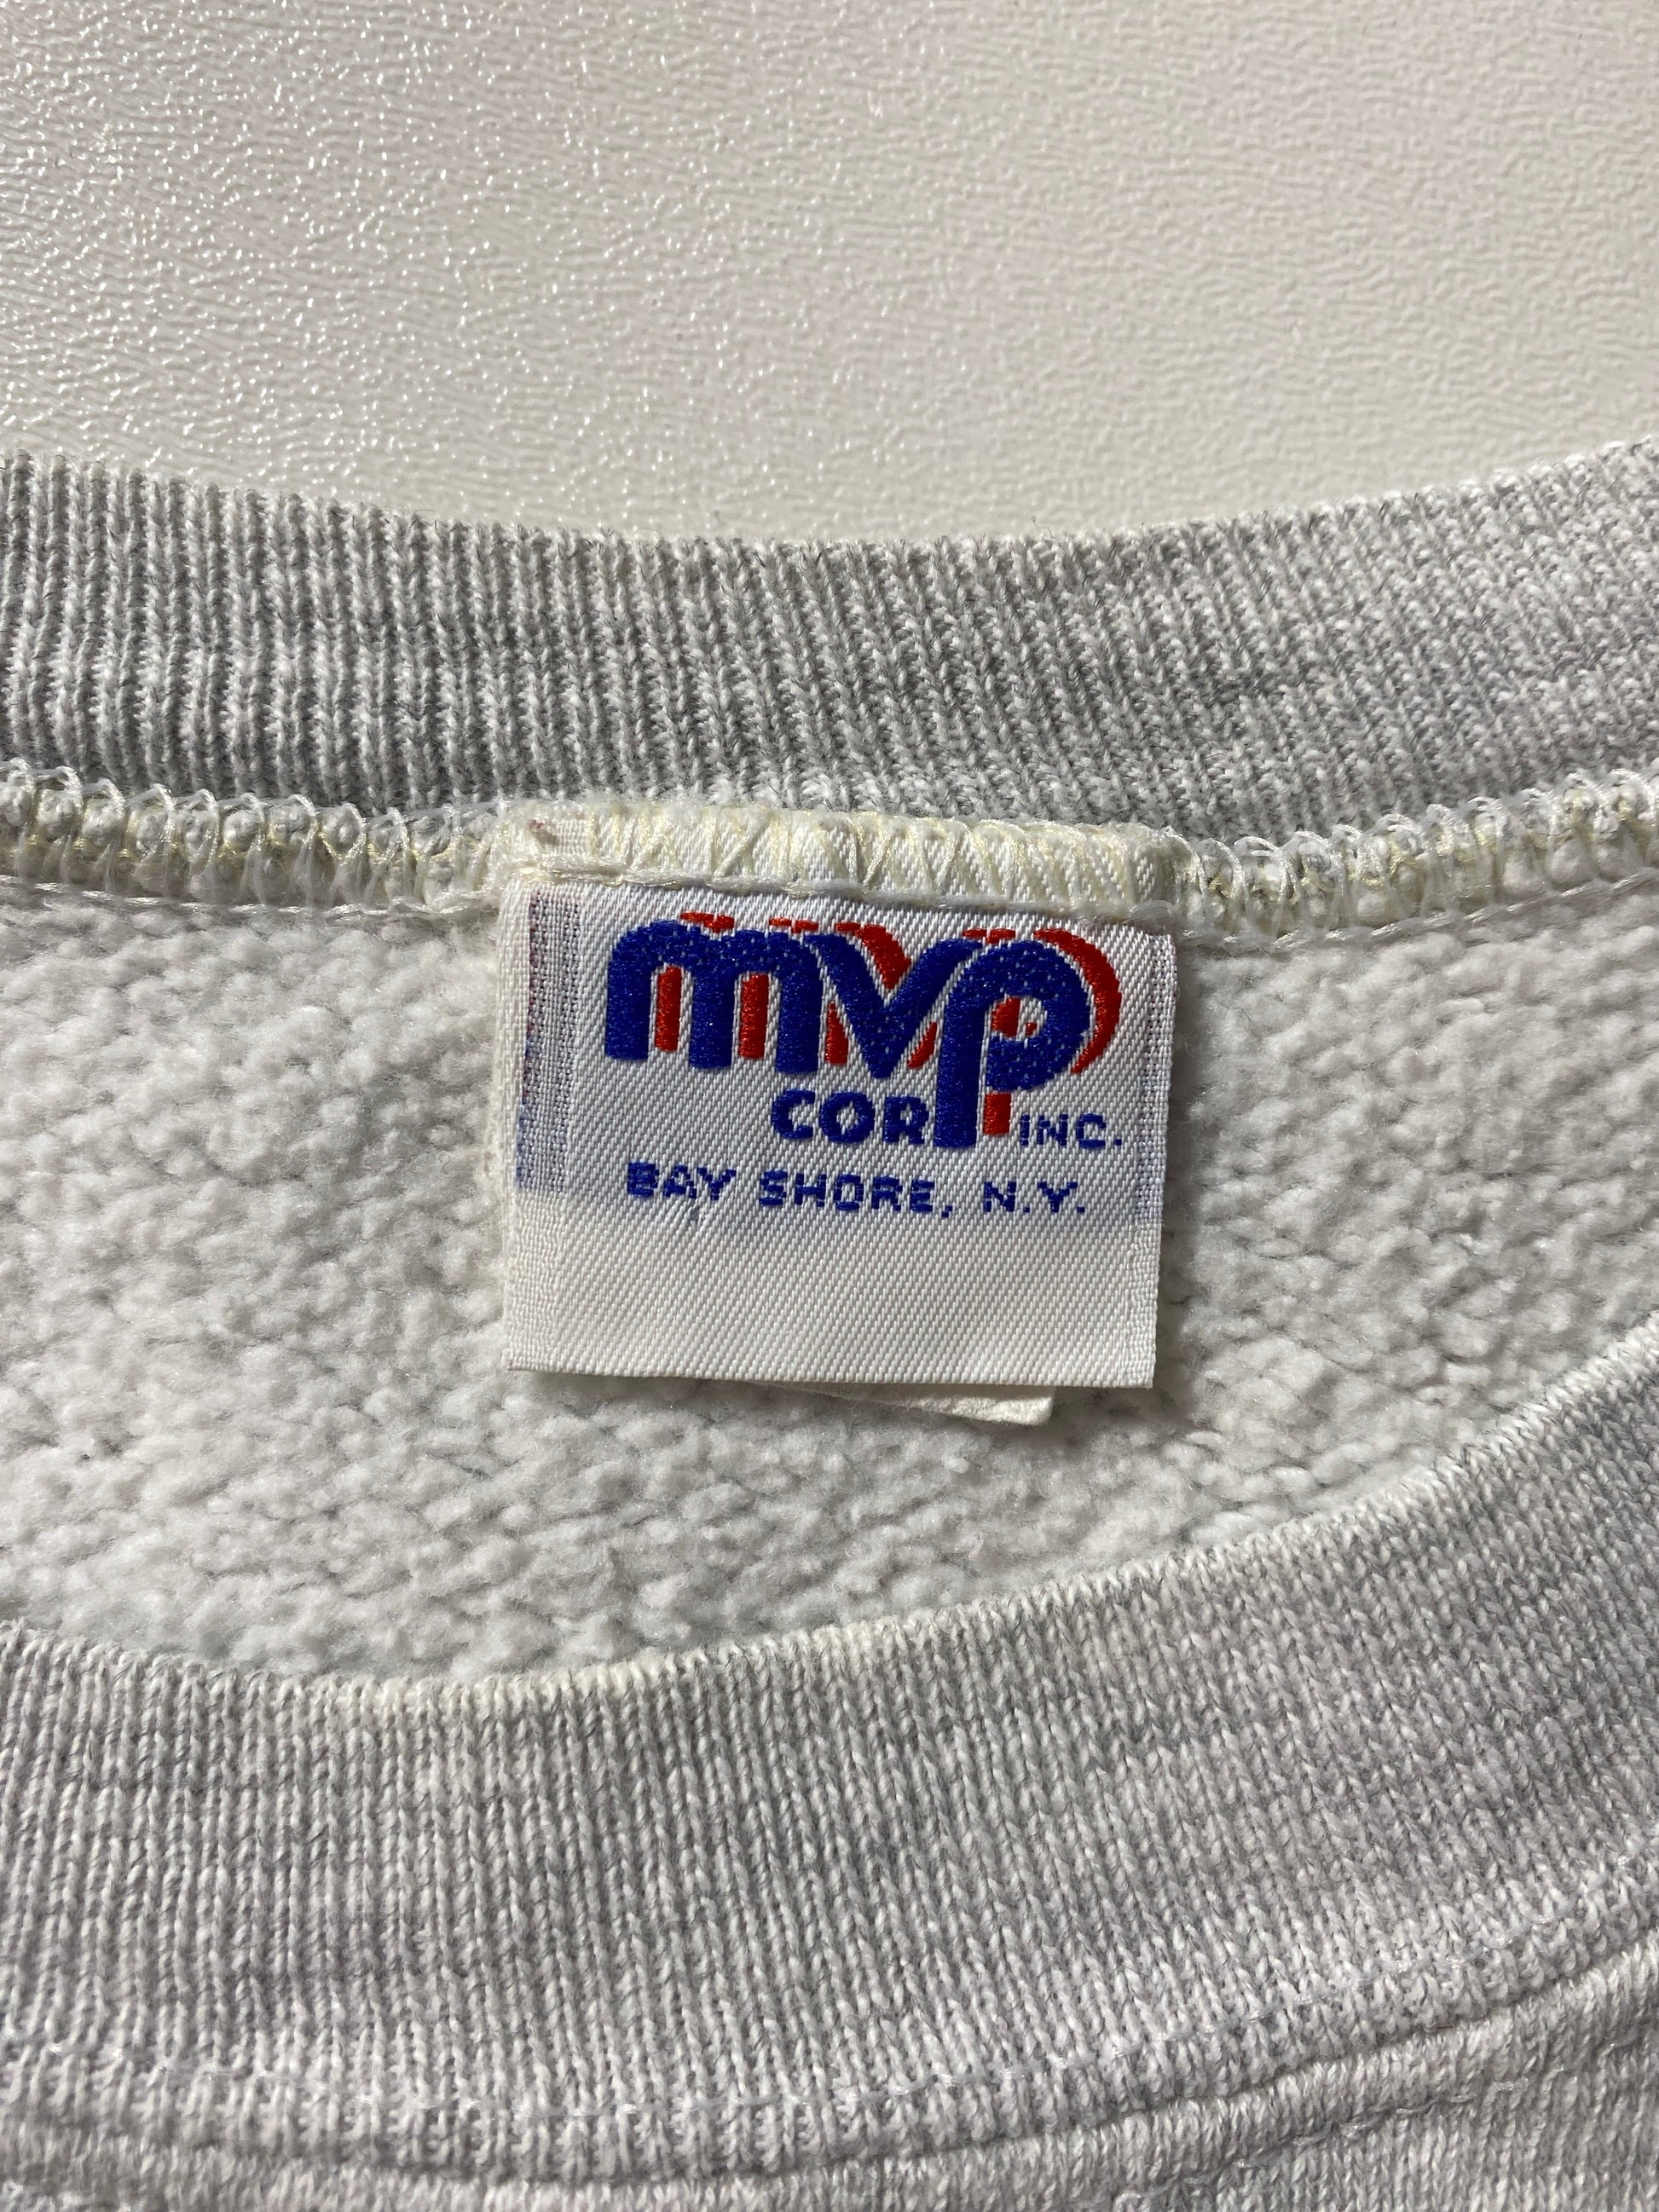 mvp
CORP INC.
BAY SHORE, N.Y.